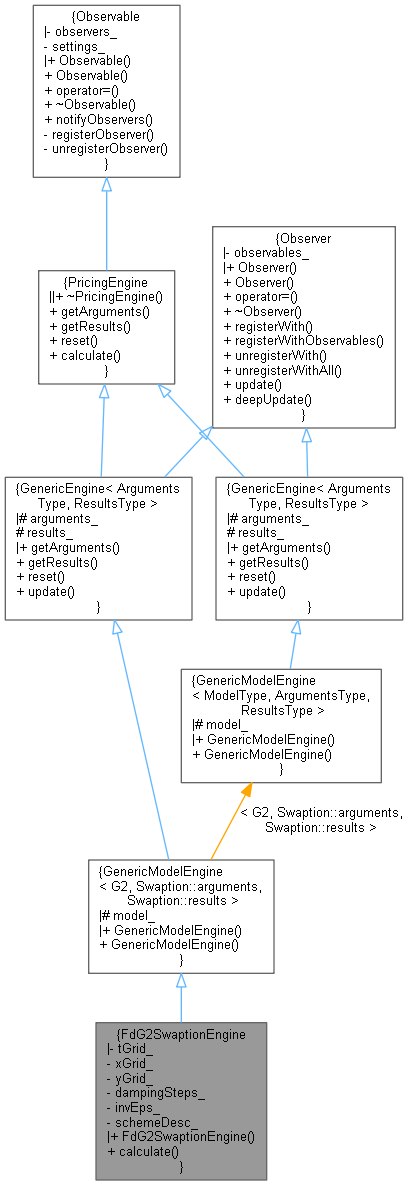 {Observable
|- observers_
- settings_
|+ Observable()
+ Observable()
+ operator=()
+ ~Observable()
+ notifyObservers()
- registerObserver()
- unregisterObserver()
}
{Observer
|- observables_
|+ Observer()
+ Observer()
+ operator=()
+ ~Observer()
+ registerWith()
+ registerWithObservables()
+ unregisterWith()
+ unregisterWithAll()
+ update()
+ deepUpdate()
}
{PricingEngine
||+ ~PricingEngine()
+ getArguments()
+ getResults()
+ reset()
+ calculate()
}
{GenericEngine< Arguments
Type, ResultsType >
|# arguments_
# results_
|+ getArguments()
+ getResults()
+ reset()
+ update()
}
{GenericEngine< Arguments
Type, ResultsType >
|# arguments_
# results_
|+ getArguments()
+ getResults()
+ reset()
+ update()
}
{GenericModelEngine
< ModelType, ArgumentsType,
ResultsType >
|# model_
|+ GenericModelEngine()
+ GenericModelEngine()
}
< G2, Swaption::arguments,
Swaption::results >
{GenericModelEngine
< G2, Swaption::arguments,
Swaption::results >
|# model_
|+ GenericModelEngine()
+ GenericModelEngine()
}
{FdG2SwaptionEngine
|- tGrid_
- xGrid_
- yGrid_
- dampingSteps_
- invEps_
- schemeDesc_
|+ FdG2SwaptionEngine()
+ calculate()
}